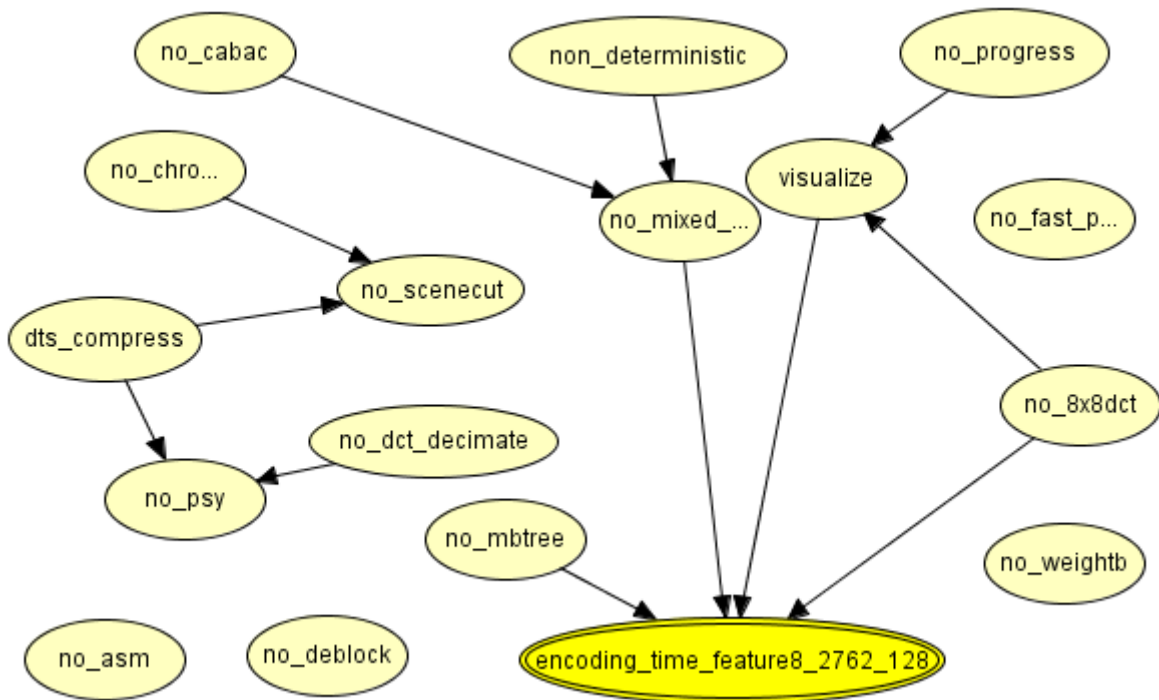 no_cabac
non_deterministic
no_progress
no_chro...
visualize
no_mixed_...
no_fast_p...
no_scenecut
dts_compress
no_8x8dct
no_dct_decimate
no_psy
no_mbtree
no_weightb
no_asm
no_deblock
encoding_time_feature8_2762_128